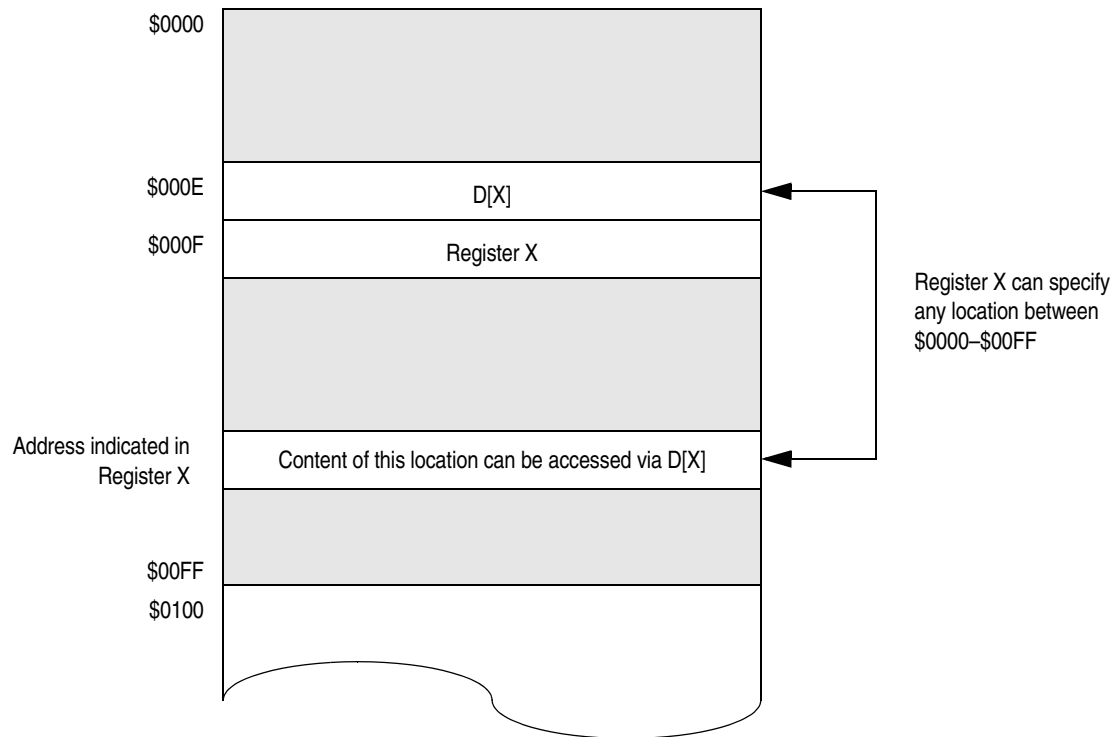 $0000
$000E
D[X]
$000F
Register X
Register X can specify
any location between
$0000–$00FF
Address indicated in
Register X
Content of this location can be accessed via D[X]
$00FF
$0100